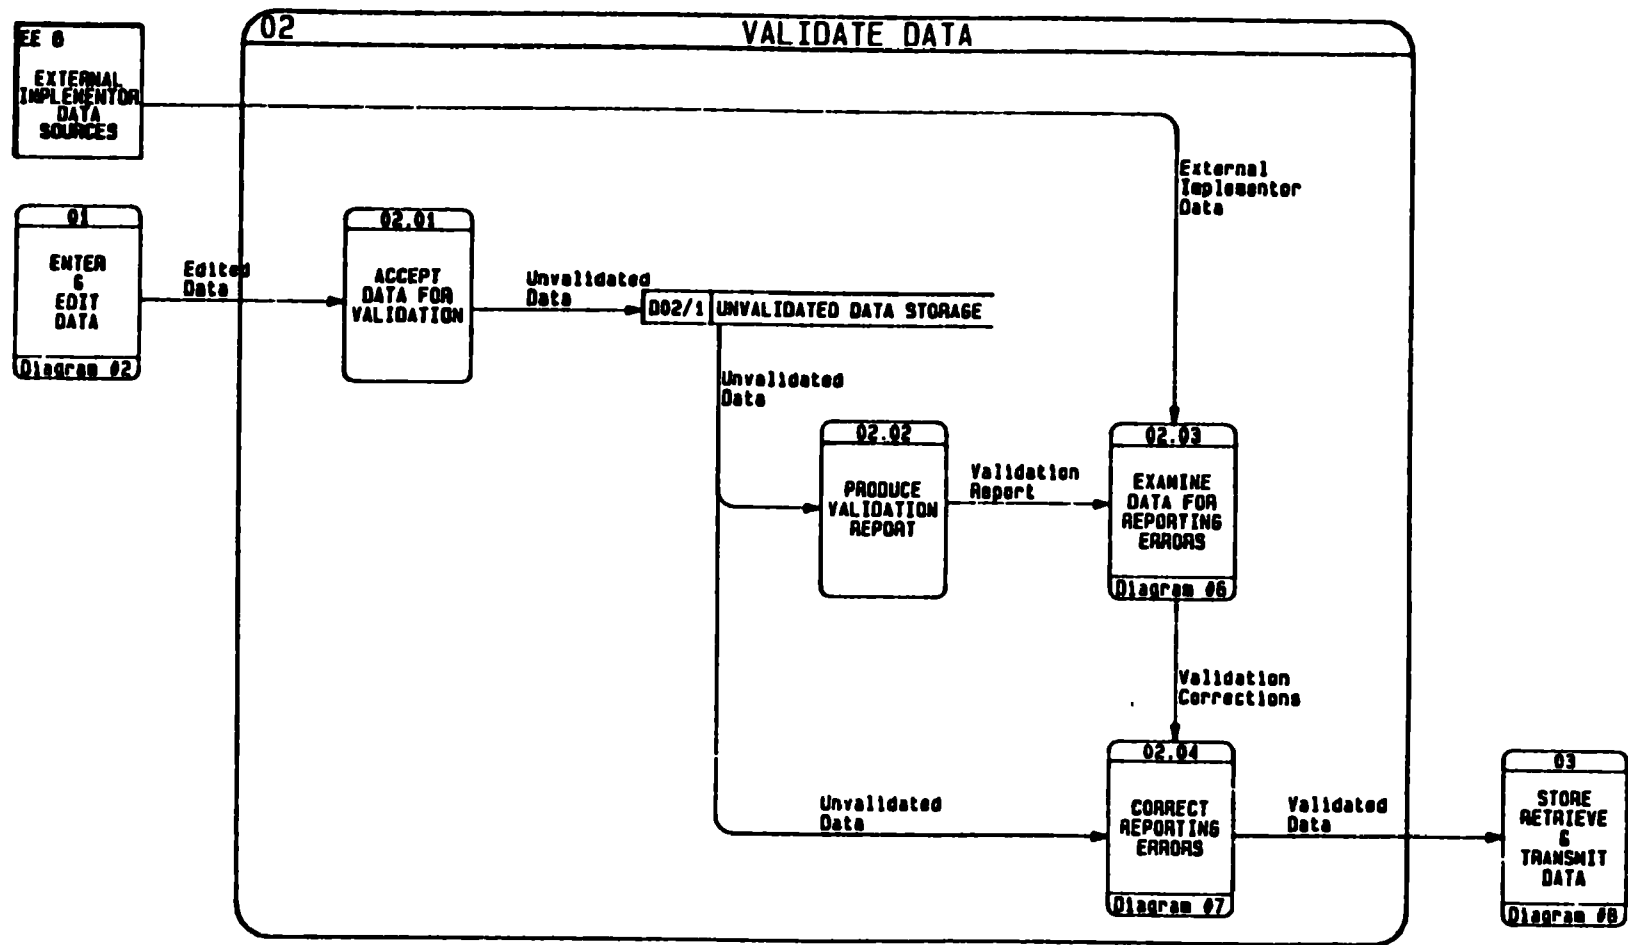 02
VALIDATE DATA
EE 8
EXTERNAL
IMPLEMENTOR
DATA
SOURCES
External
Implementor
Data
01
ENTER
&
EDIT
DATA
Diagram #2
Edited
Data
02.01
ACCEPT
DATA FOR
VALIDATION
Unvalidated
Data
D02/1
UNVALIDATED DATA STORAGE
Unvalidated
Data
02.02
PRODUCE
VALIDATION
REPORT
Validation
Report
02.03
EXAMINE
DATA FOR
REPORTING
ERRORS
Diagram #6
Validation
Corrections
Unvalidated
Data
02.04
CORRECT
REPORTING
ERRORS
Diagram #7
Validated
Data
03
STORE
RETRIEVE
&
TRANSMIT
DATA
Diagram #8